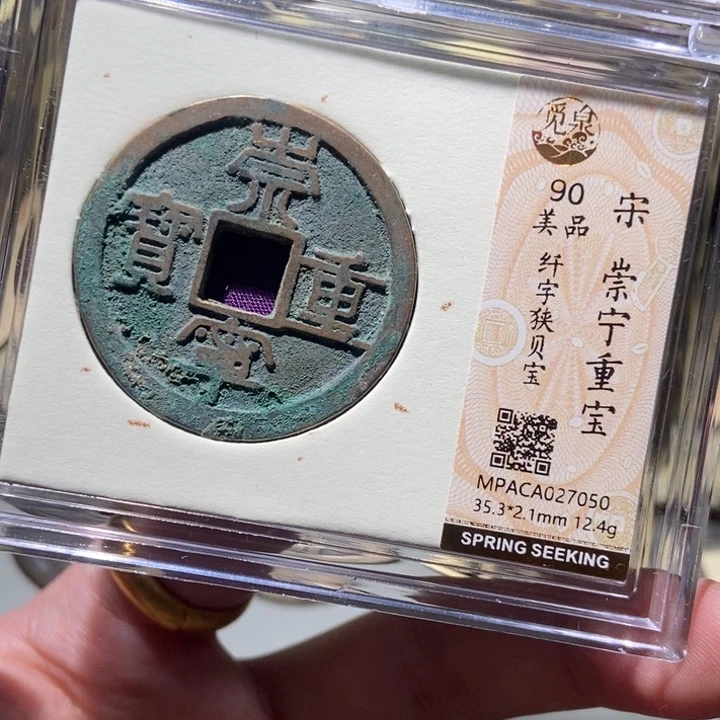 崇
寧
重
寶
觅泉
宋 崇宁重宝
90
美品
纤字狭贝宝
MPACA027050
35.3*2.1mm 12.4g
SPRING SEEKING